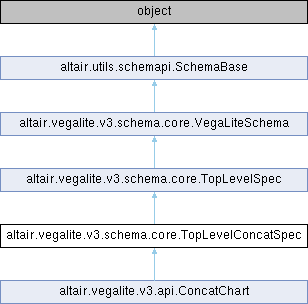 object
altair.utils.schemapi.SchemaBase
altair.vegalite.v3.schema.core.VegaLiteSchema
altair.vegalite.v3.schema.core.TopLevelSpec
altair.vegalite.v3.schema.core.TopLevelConcatSpec
altair.vegalite.v3.api.ConcatChart